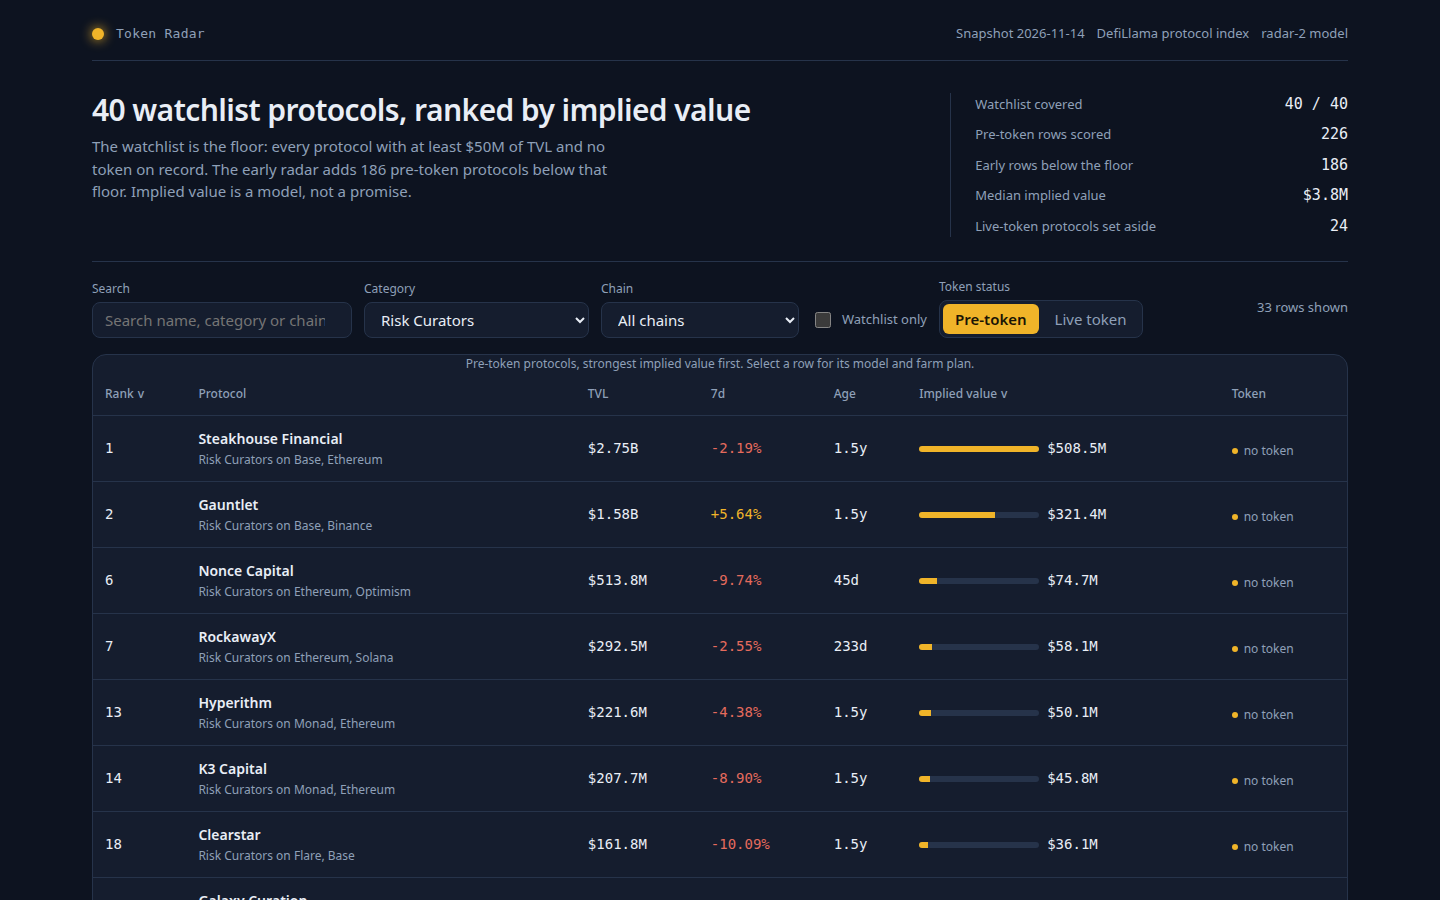 Token Radar
Snapshot 2026-11-14 DefiLlama protocol index radar-2 model
40 watchlist protocols, ranked by implied value
The watchlist is the floor: every protocol with at least $50M of TVL and no
token on record. The early radar adds 186 pre-token protocols below that
floor. Implied value is a model, not a promise.
Watchlist covered 40 / 40
Pre-token rows scored 226
Early rows below the floor 186
Median implied value $3.8M
Live-token protocols set aside 24
Search Category Chain Token status
Search name, category or chain Risk Curators All chains Watchlist only Pre-token Live token 33 rows shown
Pre-token protocols, strongest implied value first. Select a row for its model and farm plan.
Rank v Protocol TVL 7d Age Implied value v Token
1 Steakhouse Financial $2.75B -2.19% 1.5y $508.5M no token
Risk Curators on Base, Ethereum
2 Gauntlet $1.58B +5.64% 1.5y $321.4M no token
Risk Curators on Base, Binance
6 Nonce Capital $513.8M -9.74% 45d $74.7M no token
Risk Curators on Ethereum, Optimism
7 RockawayX $292.5M -2.55% 233d $58.1M no token
Risk Curators on Ethereum, Solana
13 Hyperithm $221.6M -4.38% 1.5y $50.1M no token
Risk Curators on Monad, Ethereum
14 K3 Capital $207.7M -8.90% 1.5y $45.8M no token
Risk Curators on Monad, Ethereum
18 Clearstar $161.8M -10.09% 1.5y $36.1M no token
Risk Curators on Flare, Base
Galaxy Curation